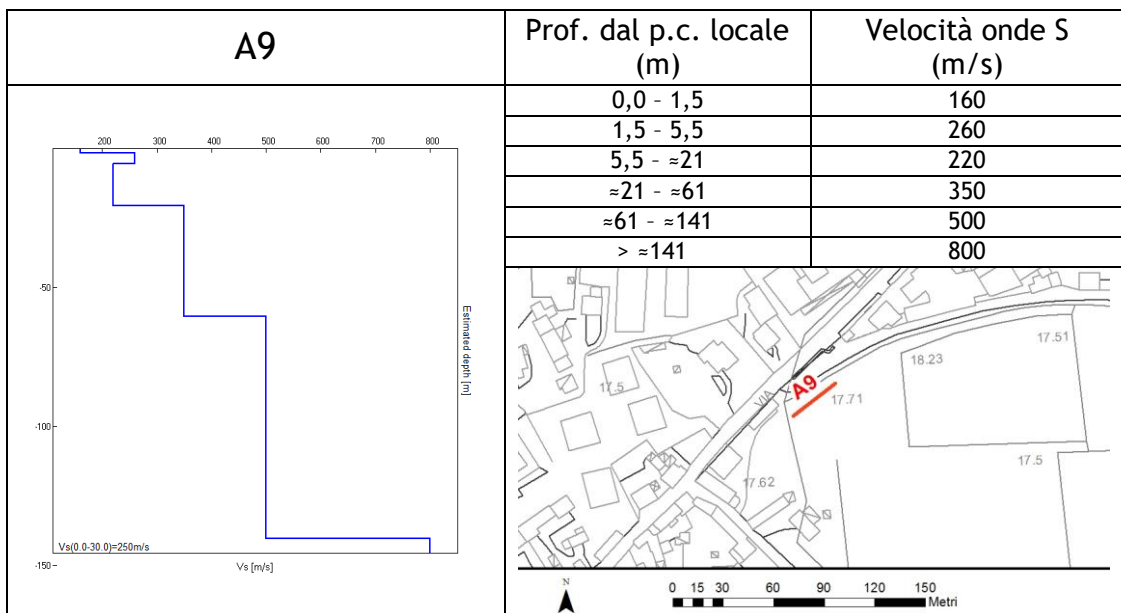 A9
Prof. dal p.c. locale (m)
Velocità onde S (m/s)
0,0 - 1,5 160
1,5 - 5,5 260
5,5 - ≈21 220
≈21 - ≈61 350
≈61 - ≈141 500
> ≈141 800
200 300 400 500 600 700 800
-50
-100
-150
Estimated depth [m]
Vs(0.0-30.0)=250m/s
Vs [m/s]
17.51
18.23
17.5
VIA
A9
17.71
17.5
17.62
N
0 15 30 60 90 120 150
Metri